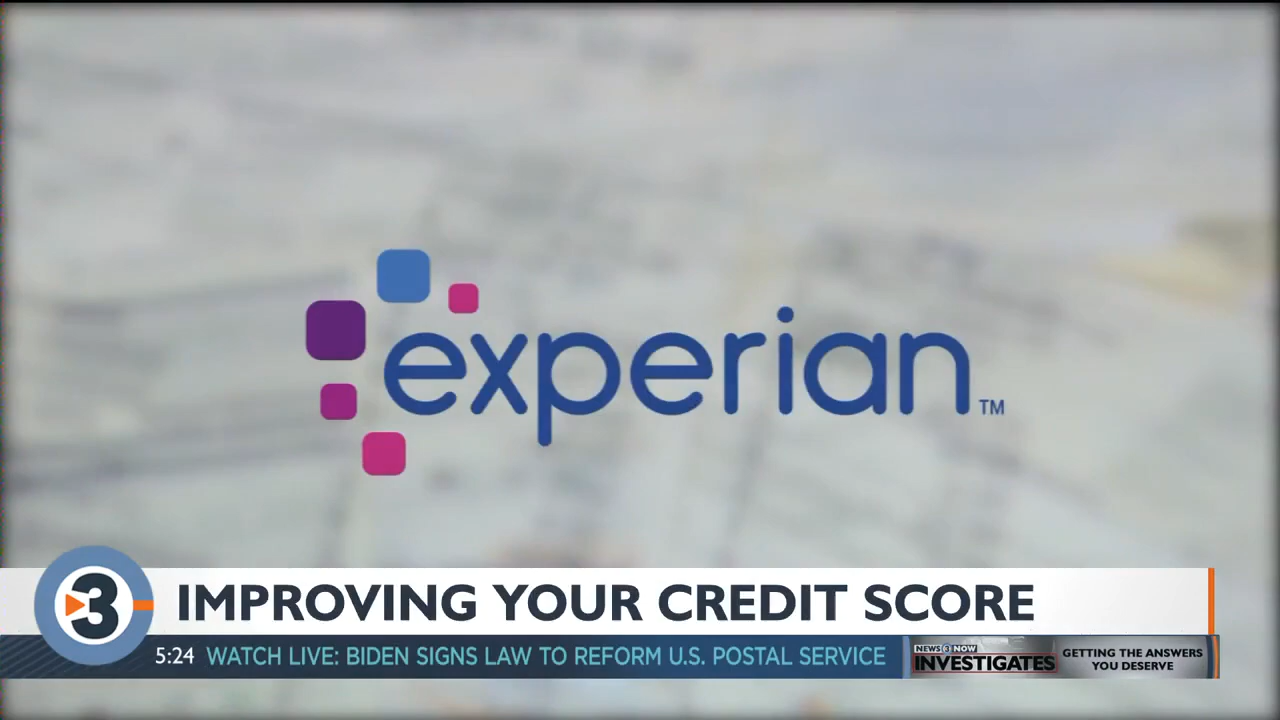 experian™
3
IMPROVING YOUR CREDIT SCORE
5:24 WATCH LIVE: BIDEN SIGNS LAW TO REFORM U.S. POSTAL SERVICE
NEWS 3 NOW
INVESTIGATES
GETTING THE ANSWERS
YOU DESERVE